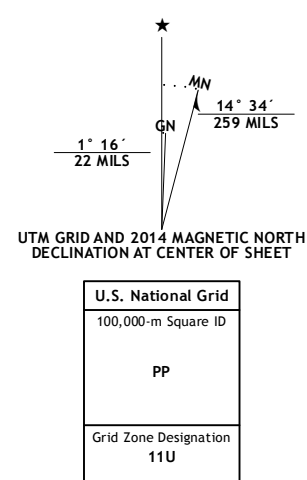 ★
MN
GN
14° 34´
259 MILS
1° 16´
22 MILS
UTM GRID AND 2014 MAGNETIC NORTH
DECLINATION AT CENTER OF SHEET
U.S. National Grid
100,000-m Square ID
PP
Grid Zone Designation
11U